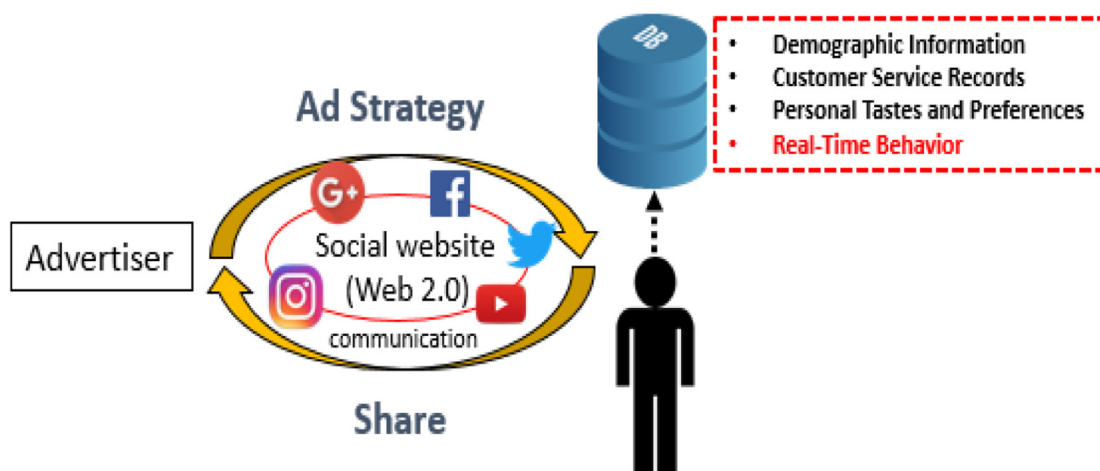 DB
• Demographic Information
• Customer Service Records
• Personal Tastes and Preferences
• Real-Time Behavior
Ad Strategy
G+
f
Advertiser
Social website
(Web 2.0)
communication
Share